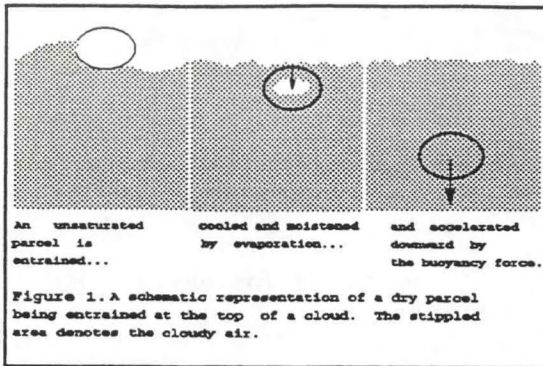 An unsaturated
parcel is
entrained...
cooled and moistened
by evaporation...
and accelerated
downward by
the buoyancy force.
Figure 1. A schematic representation of a dry parcel
being entrained at the top of a cloud. The stippled
area denotes the cloudy air.